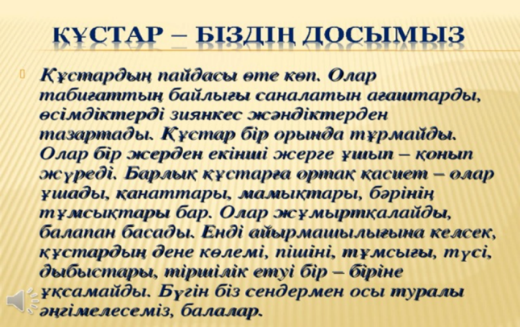 ҚҰСТАР – БІЗДІҢ ДОСЫМЫЗ
Құстардың пайдасы өте көп. Олар
табиғаттың байлығы саналатын ағаштарды,
өсімдіктерді зиянкес жәндіктерден
тазартады. Құстар бір орында тұрмайды.
Олар бір жерден екінші жерге ұшып – қонып
жүреді. Барлық құстарға ортақ қасиет – олар
ұшады, қанаттары, мамықтары, бәрінің
тұмсықтары бар. Олар жұмыртқалайды,
балапан басады. Енді айырмашылығына келсек,
құстардың дене көлемі, пішіні, тұмсығы, түсі,
дыбыстары, тіршілік етуі бір – біріне
ұқсамайды. Бүгін біз сендермен осы туралы
әңгімелесеміз, балалар.